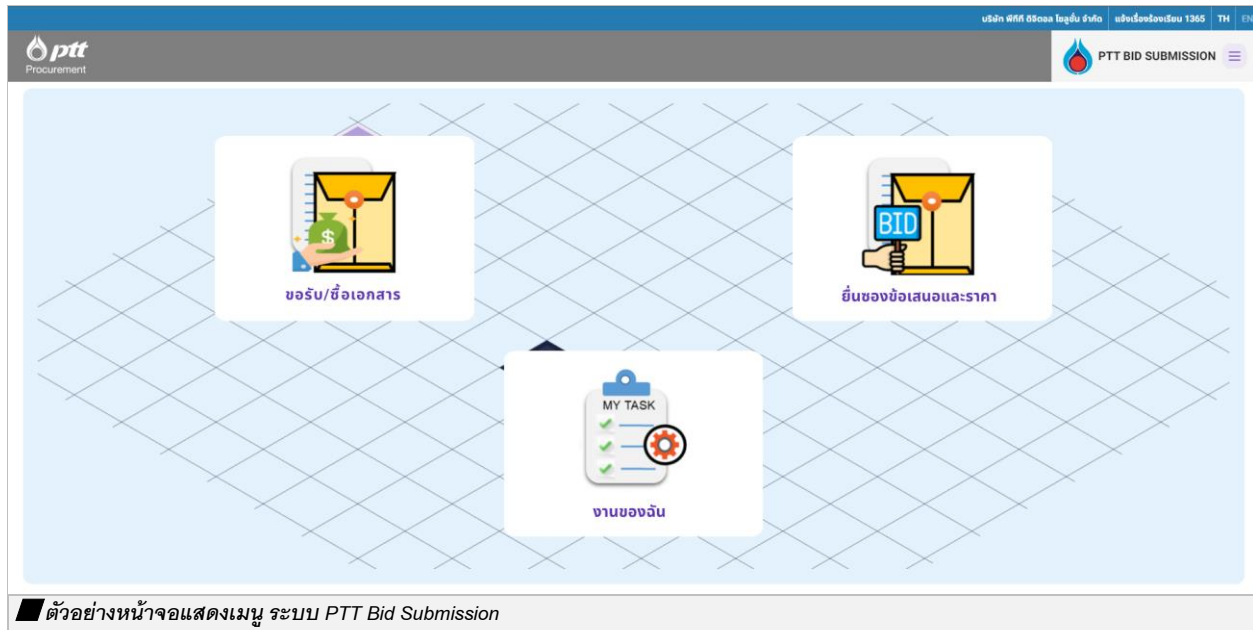 บริษัท พีทีที ดิจิตอล โซลูชั่น จำกัด แจ้งเรื่องร้องเรียน 1365 TH EN
ptt
Procurement
PTT BID SUBMISSION
$
BID
ขอรับ/ซื้อเอกสาร
ยื่นซองข้อเสนอและราคา
MY TASK
งานของฉัน
ตัวอย่างหน้าจอแสดงเมนู ระบบ PTT Bid Submission